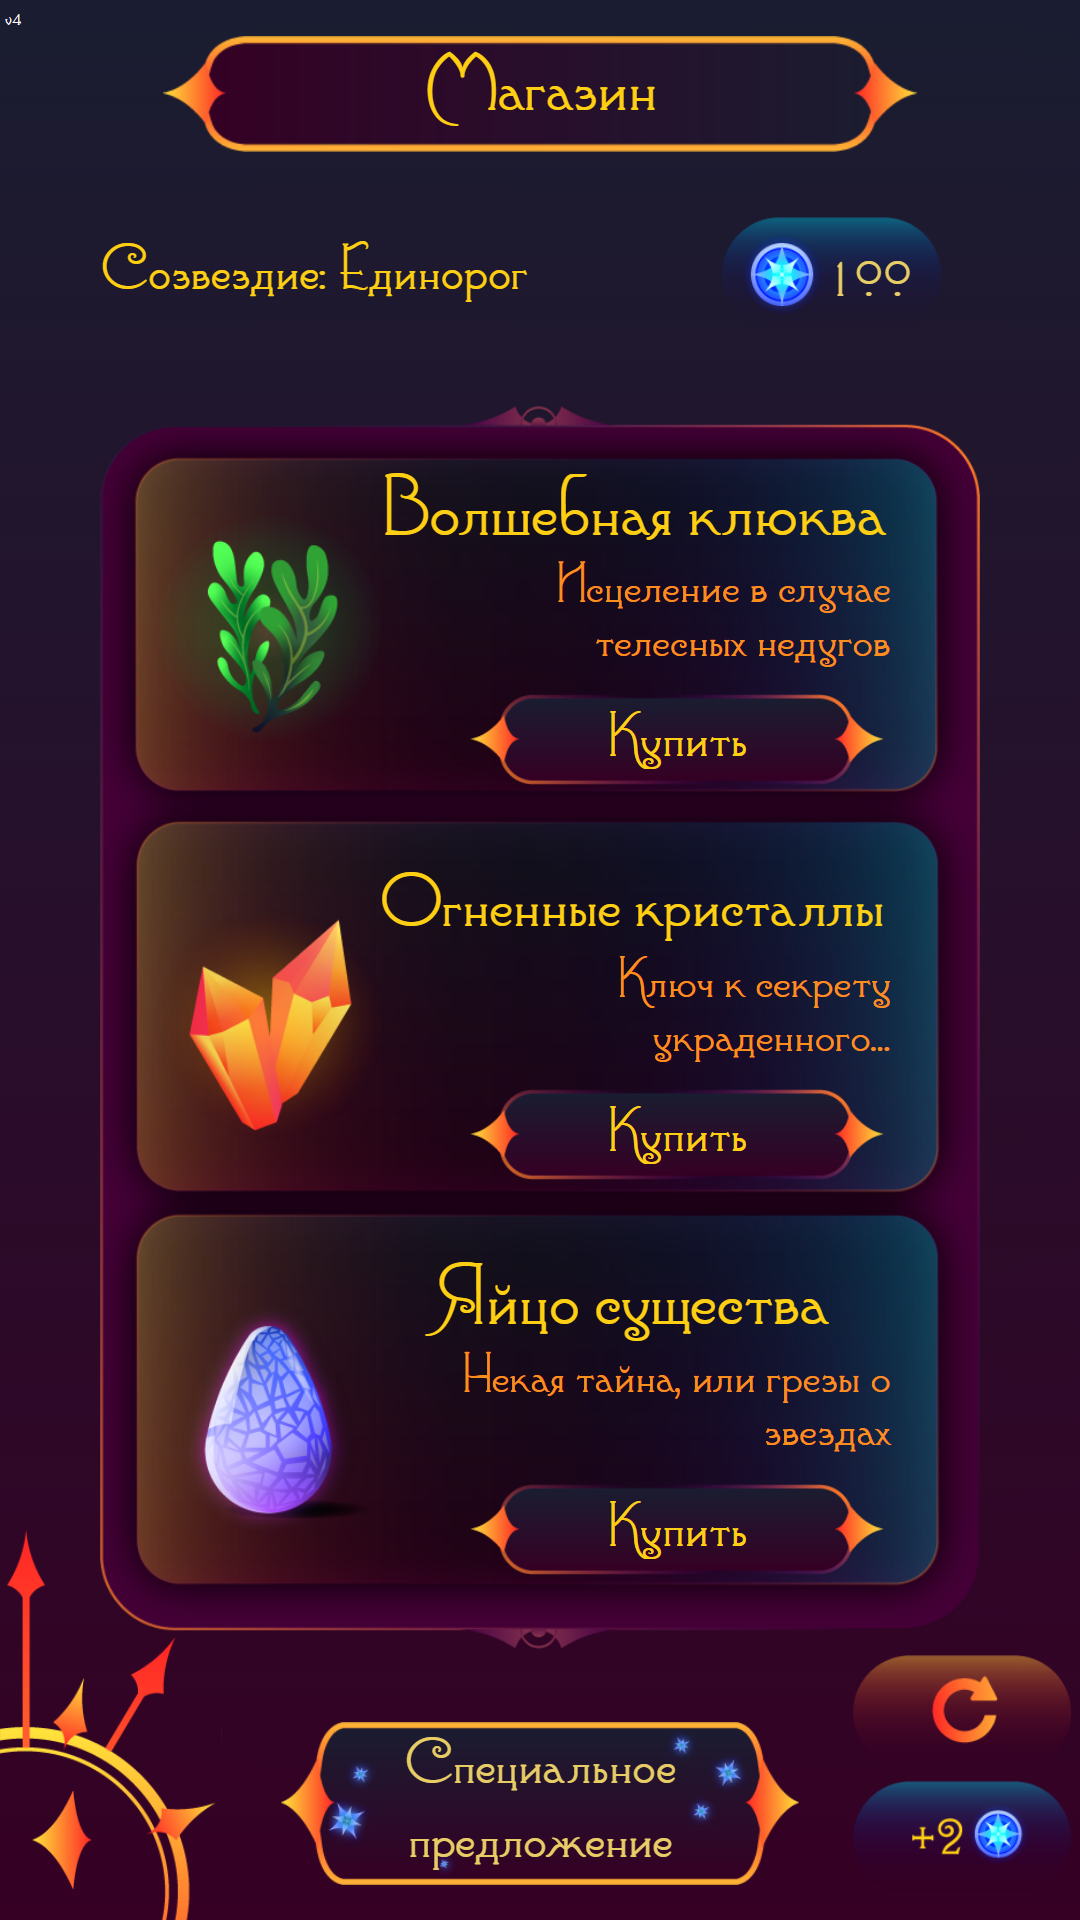 v4
Магазин
Созвездие: Единорог
100
Волшебная клюква
Исцеление в случае
телесных недугов
Купить
Огненные кристаллы
Ключ к секрету
украденного...
Купить
Яйцо существа
Некая тайна, или грезы о
звездах
Купить
Специальное
предложение
+2